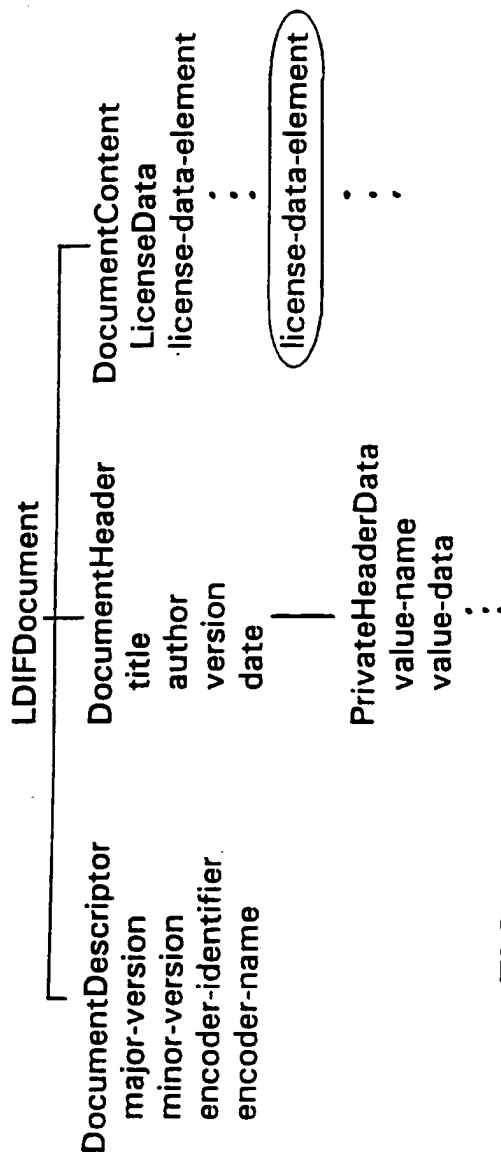 LDIFDocument
DocumentDescriptor
major-version
minor-version
encoder-identifier
encoder-name
DocumentHeader
title
author
version
date
PrivateHeaderData
value-name
value-data
DocumentContent
LicenseData
license-data-element
license-data-element